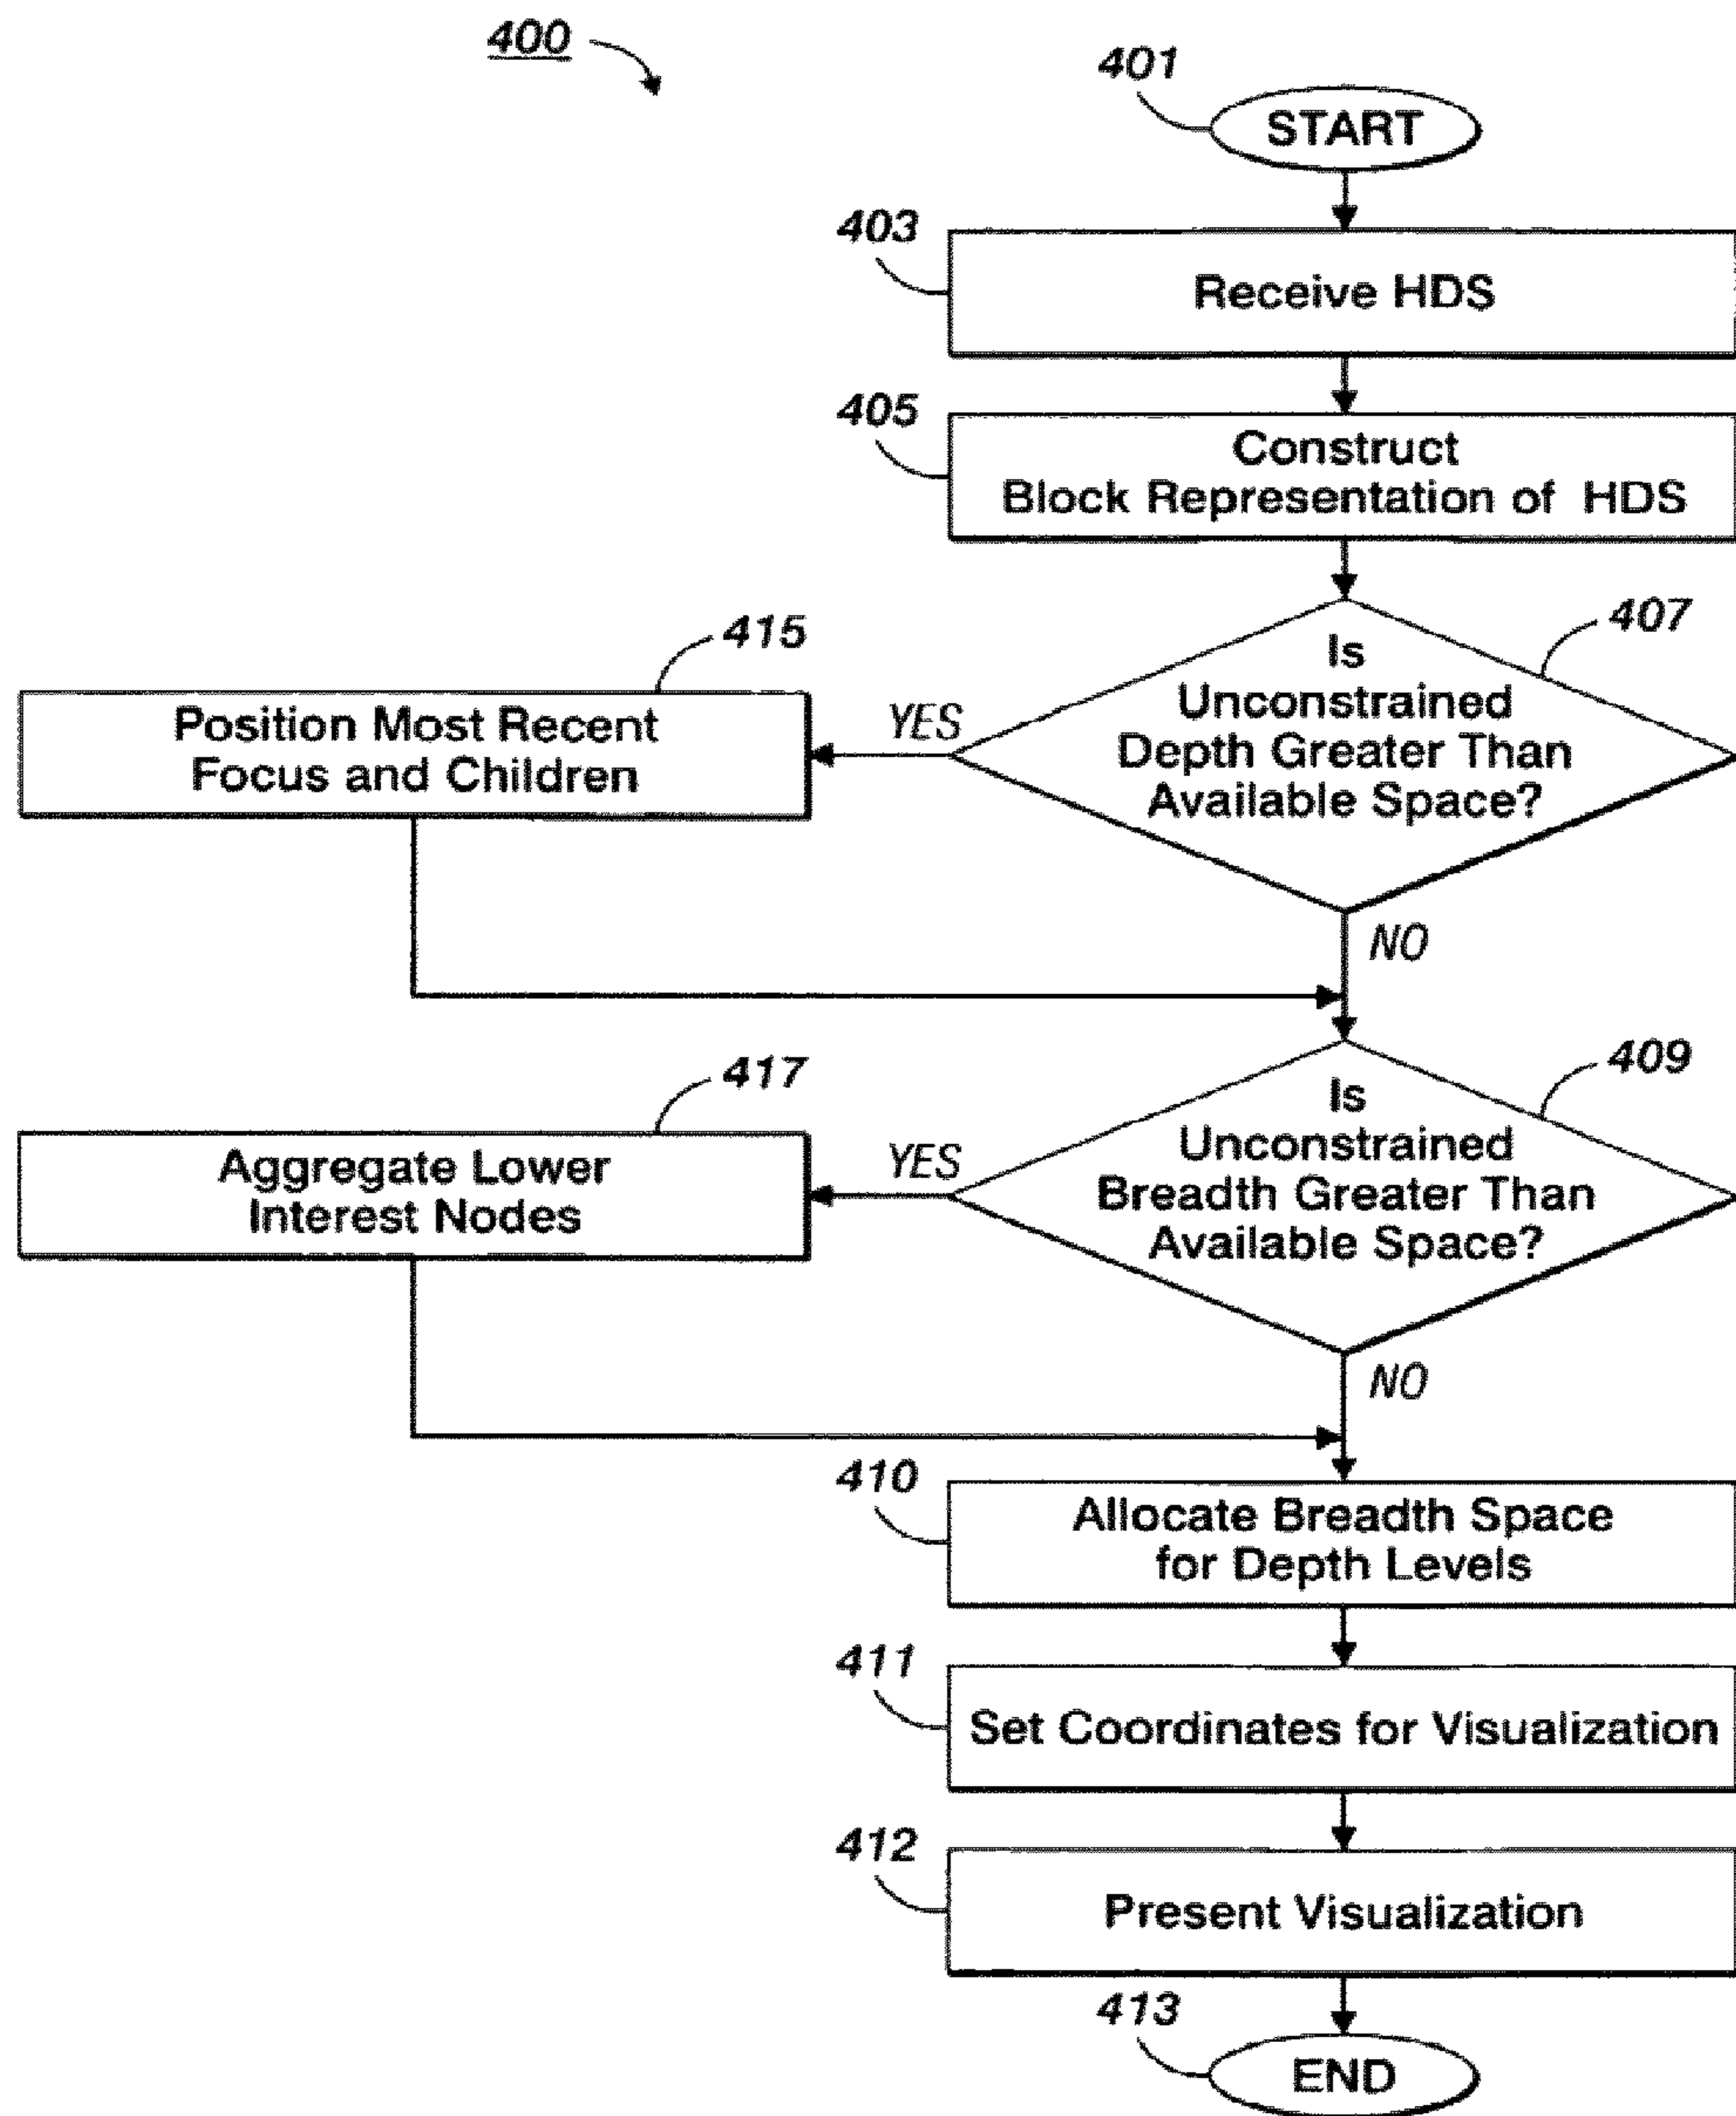 400
401
START
403
Receive HDS
405
Construct
Block Representation of HDS
407
Is
Unconstrained
Depth Greater Than
Available Space?
YES
415
Position Most Recent
Focus and Children
NO
409
Is
Unconstrained
Breadth Greater Than
Available Space?
YES
417
Aggregate Lower
Interest Nodes
NO
410
Allocate Breadth Space
for Depth Levels
411
Set Coordinates for Visualization
412
Present Visualization
413
END